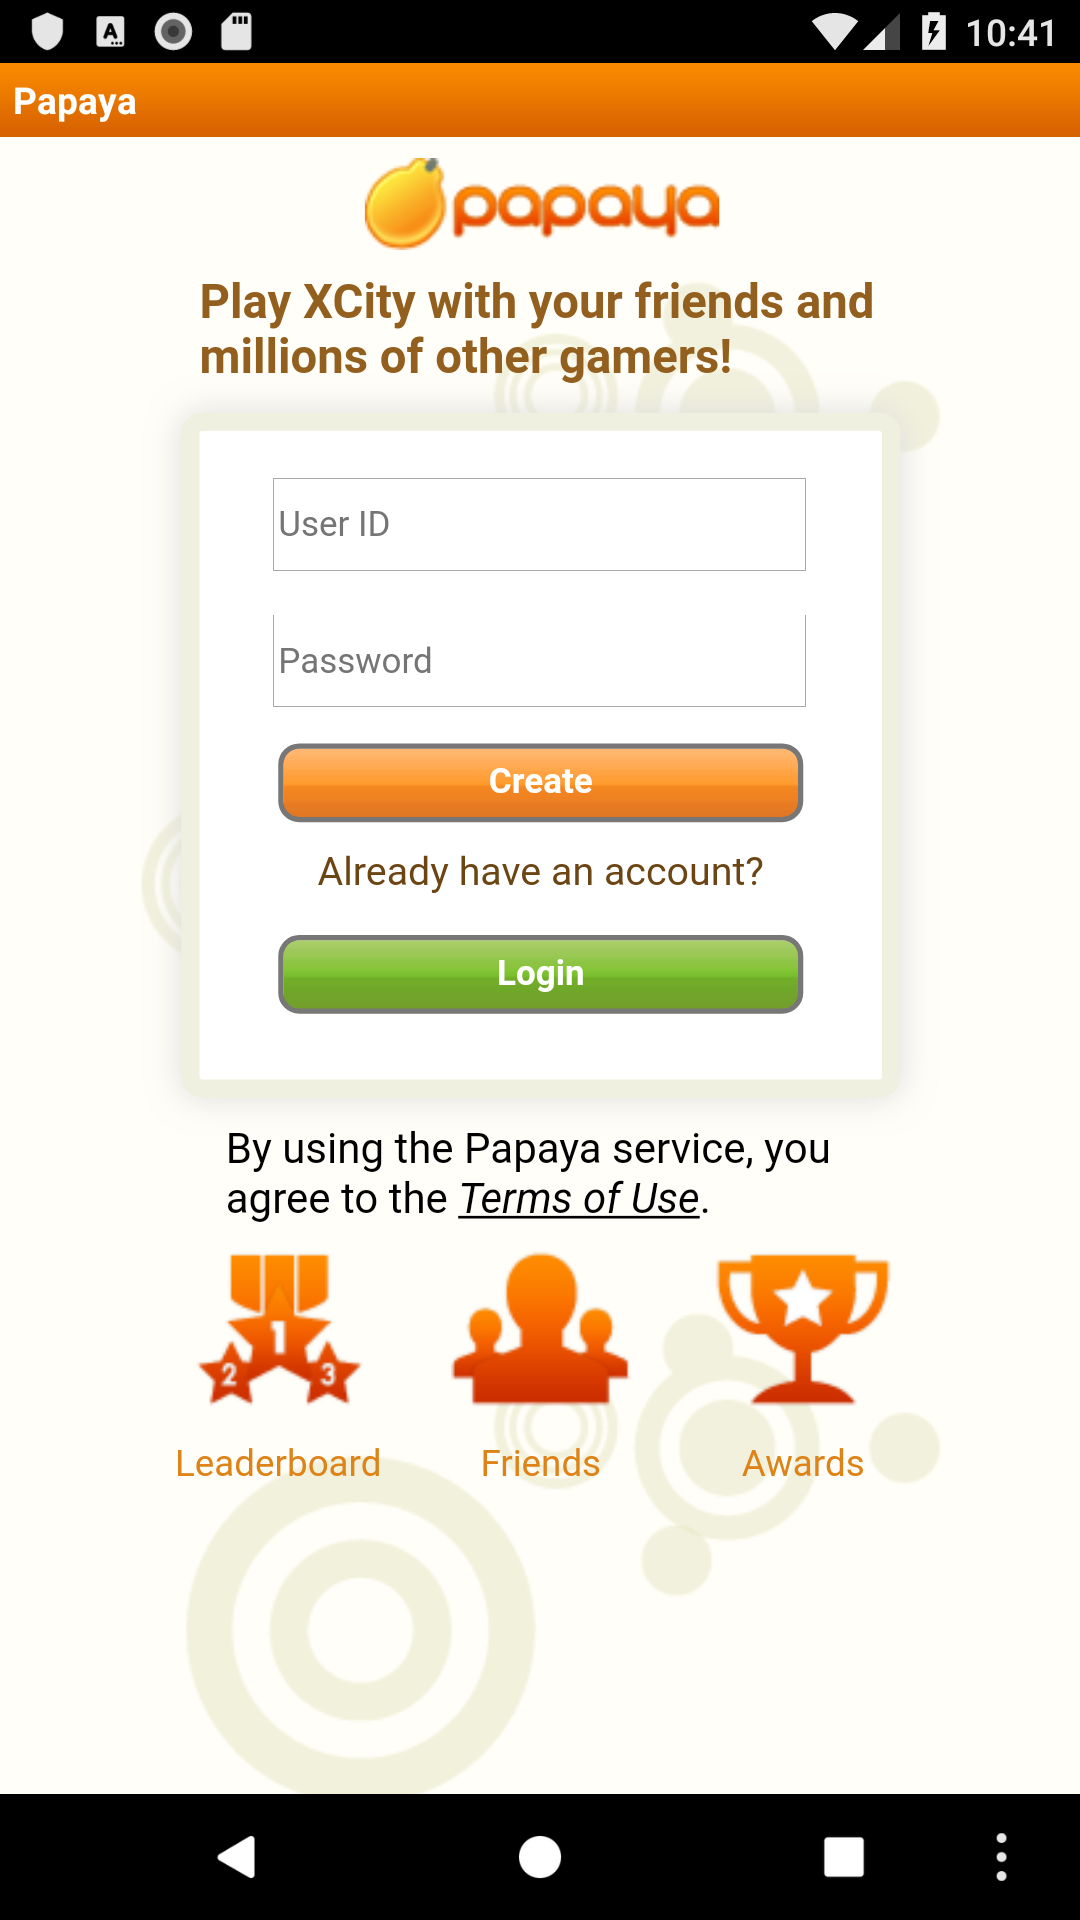 10:41
Papaya
papaya
Play XCity with your friends and
millions of other gamers!
User ID
Password
Create
Already have an account?
Login
By using the Papaya service, you
agree to the Terms of Use.
1
2 3
Leaderboard Friends Awards